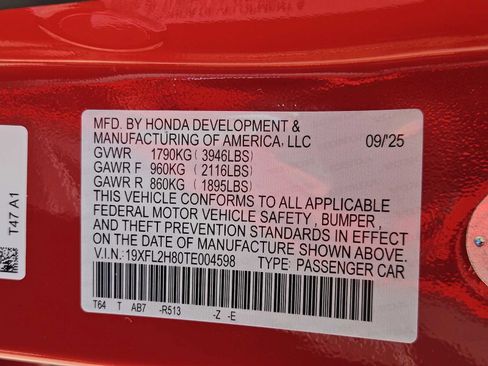 MFD. BY HONDA DEVELOPMENT &
MANUFACTURING OF AMERICA, LLC 09/'25
GVWR 1790KG ( 3946LBS)
GAWR F 960KG ( 2116LBS)
GAWR R 860KG ( 1895LBS)
THIS VEHICLE CONFORMS TO ALL APPLICABLE
FEDERAL MOTOR VEHICLE SAFETY , BUMPER ,
AND THEFT PREVENTION STANDARDS IN EFFECT
ON THE DATE OF MANUFACTURE SHOWN ABOVE.
V.I.N: 19XFL2H80TE004598 TYPE: PASSENGER CAR
T64 T AB7 -R513 -Z -E
T47 A1